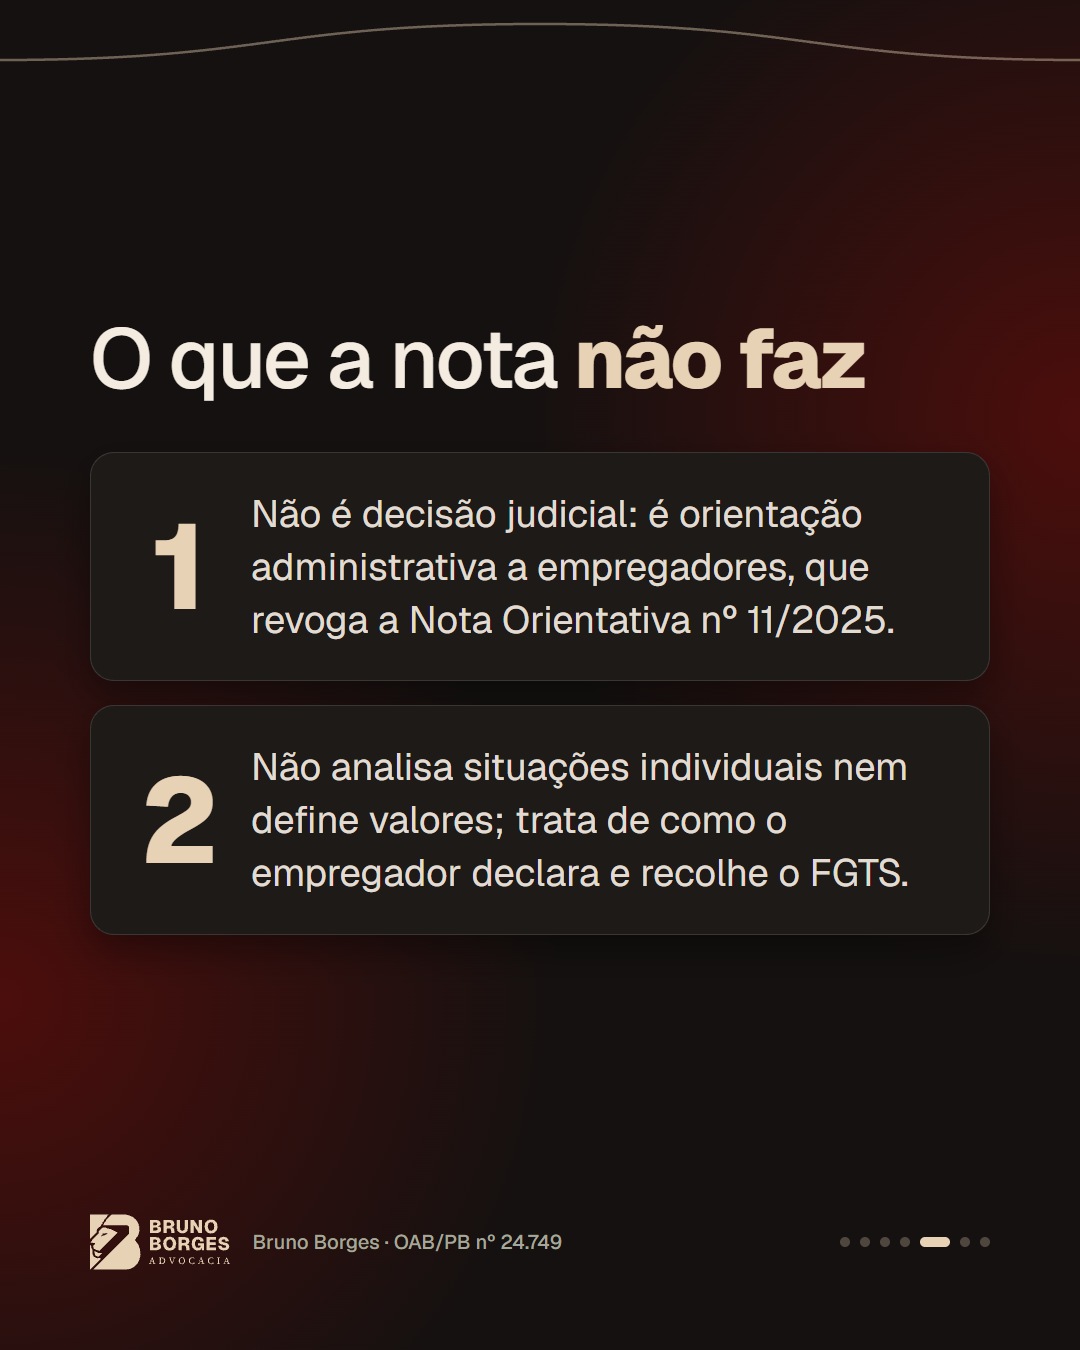 O que a nota não faz
1
Não é decisão judicial: é orientação
administrativa a empregadores, que
revoga a Nota Orientativa nº 11/2025.
2
Não analisa situações individuais nem
define valores; trata de como o
empregador declara e recolhe o FGTS.
BRUNO
BORGES
ADVOCACIA
Bruno Borges · OAB/PB nº 24.749